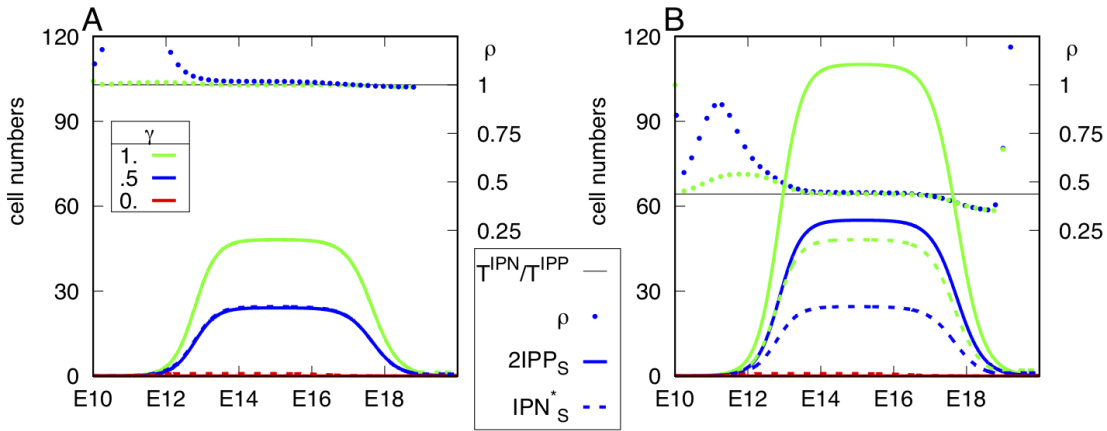 A
B
120
90
60
30
0
cell numbers
ρ
1
0.75
0.5
0.25
γ
1.
.5
0.
E10
E12
E14
E16
E18
T^IPN/T^IPP
ρ
2IPP_S
IPN*_S
120
90
60
30
0
cell numbers
ρ
1
0.75
0.5
0.25
E10
E12
E14
E16
E18